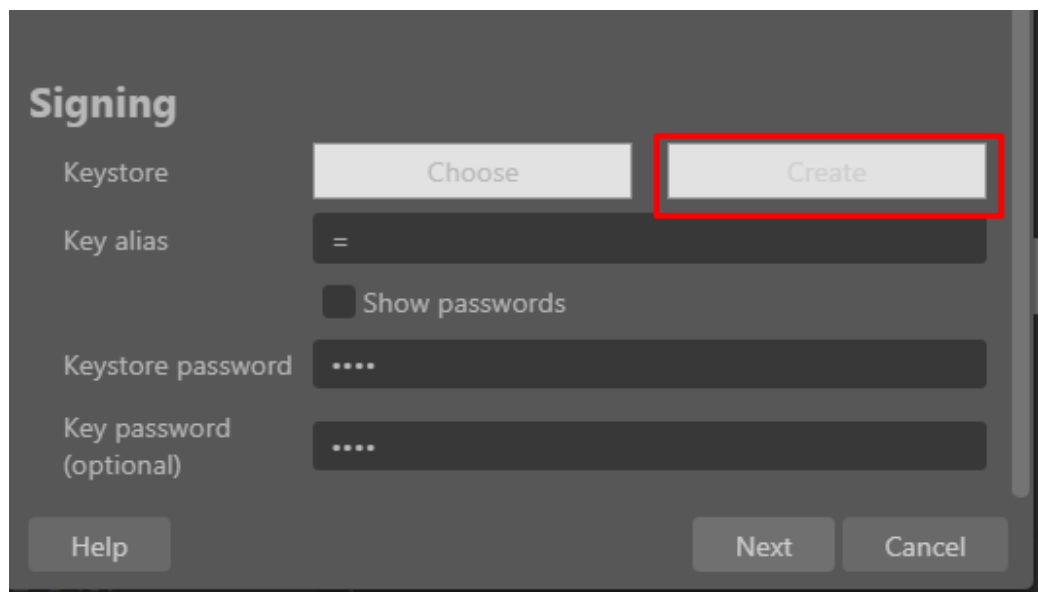 Signing
Keystore Choose Create
Key alias =
Show passwords
Keystore password ••••
Key password
(optional) ••••
Help Next Cancel